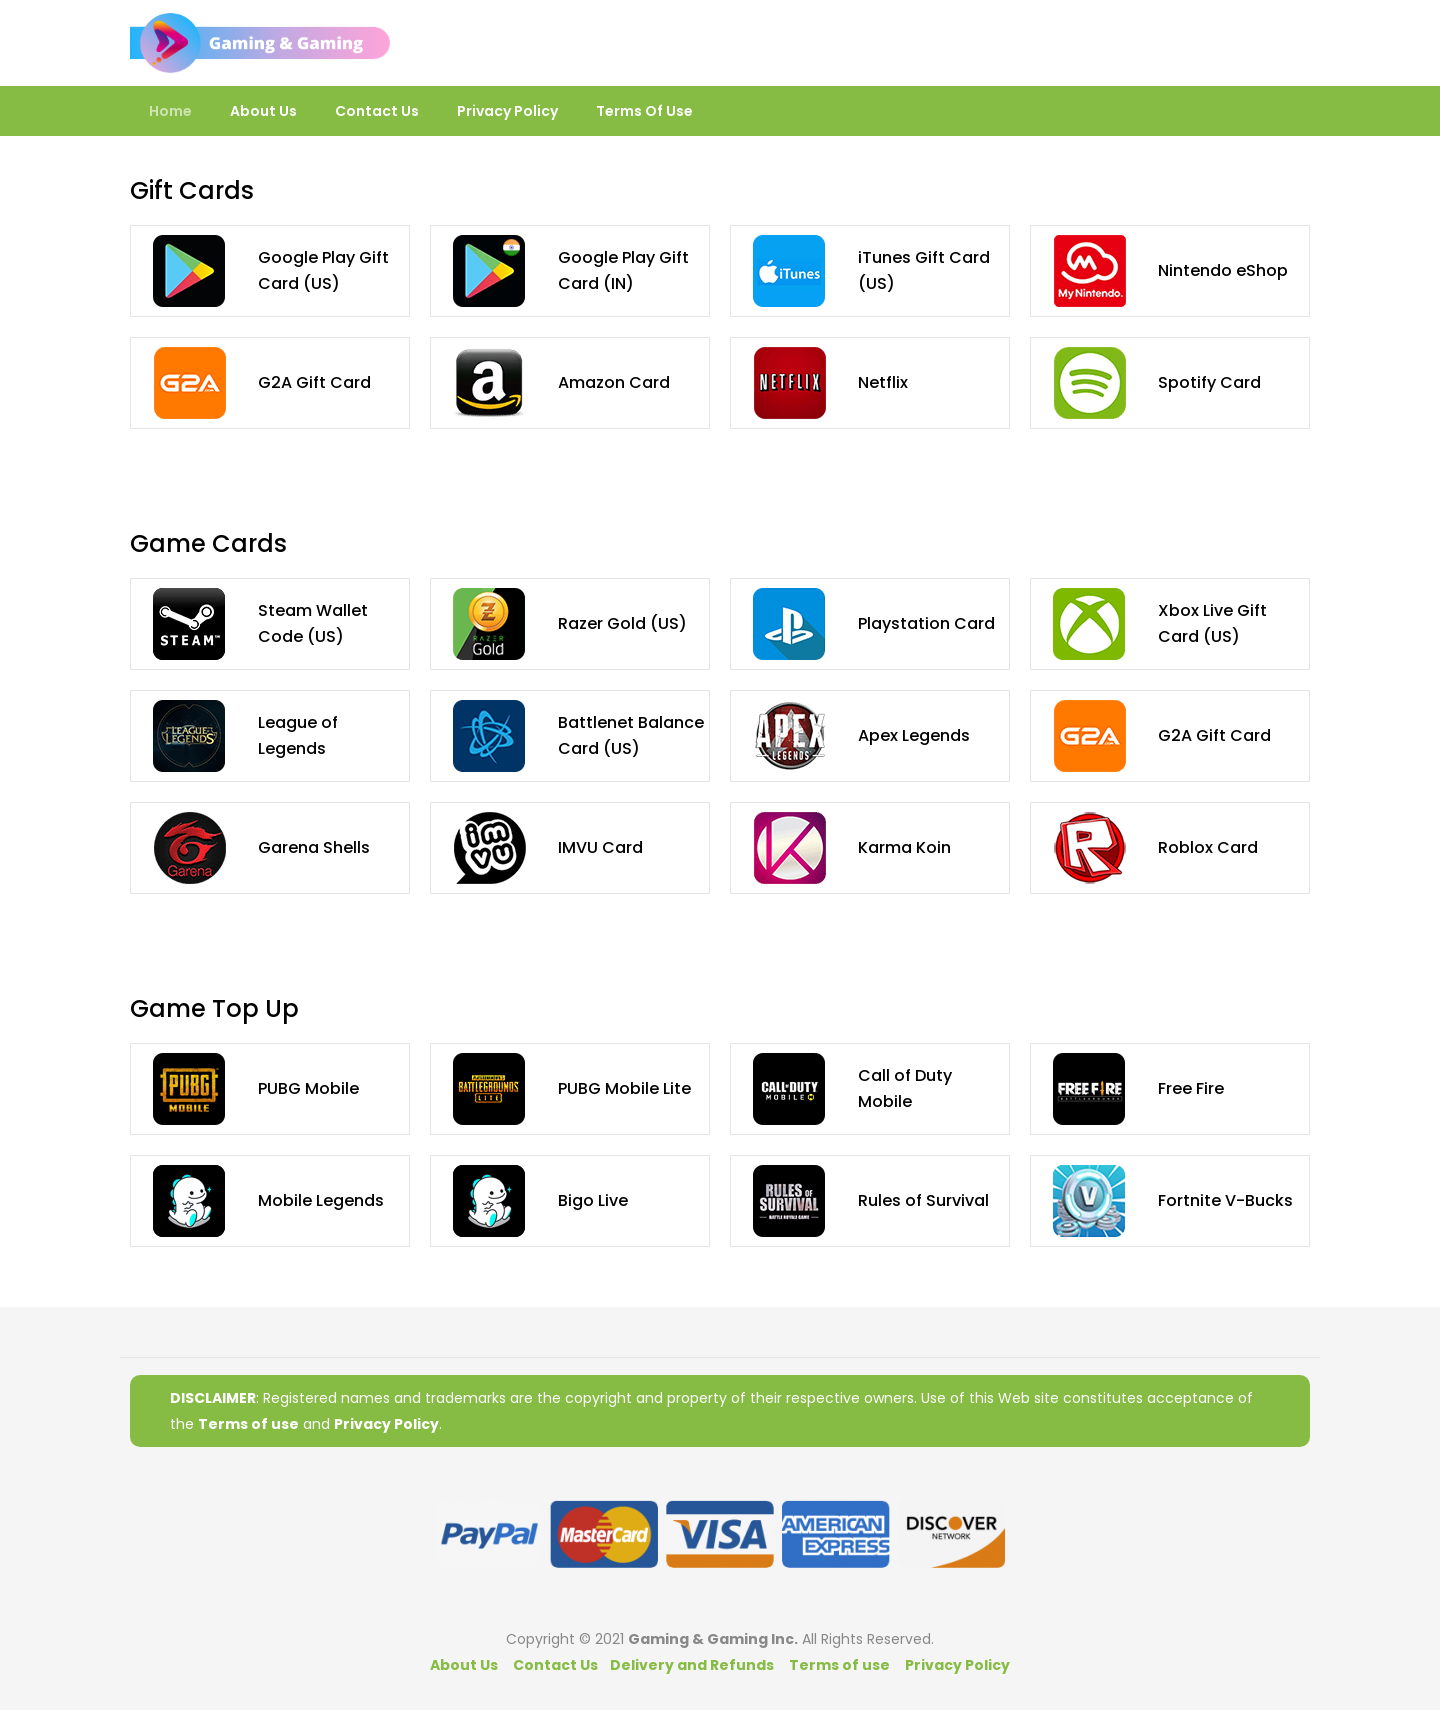 Gaming & Gaming
Home About Us Contact Us Privacy Policy Terms Of Use
Gift Cards
Google Play Gift Card (US)
Google Play Gift Card (IN)
iTunes
iTunes Gift Card (US)
My Nintendo.
Nintendo eShop
G2A
G2A Gift Card
a
Amazon Card
NETFLIX
Netflix
Spotify Card
Game Cards
STEAM™
Steam Wallet Code (US)
RAZER
Gold
Razer Gold (US)
Playstation Card
Xbox Live Gift Card (US)
LEAGUE of LEGENDS
League of Legends
Battlenet Balance Card (US)
APEX
LEGENDS
Apex Legends
G2A
G2A Gift Card
Garena
Garena Shells
imvu
IMVU Card
K
Karma Koin
R
Roblox Card
Game Top Up
PUBG
MOBILE
PUBG Mobile
BATTLEGROUNDS
LITE
PUBG Mobile Lite
CALL OF DUTY
MOBILE
Call of Duty Mobile
FREE FIRE
BATTLEGROUNDS
Free Fire
Mobile Legends
Bigo Live
RULES OF
SURVIVAL
BATTLE ROYALE GAME
Rules of Survival
V
Fortnite V-Bucks
DISCLAIMER: Registered names and trademarks are the copyright and property of their respective owners. Use of this Web site constitutes acceptance of
the Terms of use and Privacy Policy.
PayPal MasterCard VISA AMERICAN EXPRESS DISCOVER NETWORK
Copyright © 2021 Gaming & Gaming Inc. All Rights Reserved.
About Us Contact Us Delivery and Refunds Terms of use Privacy Policy